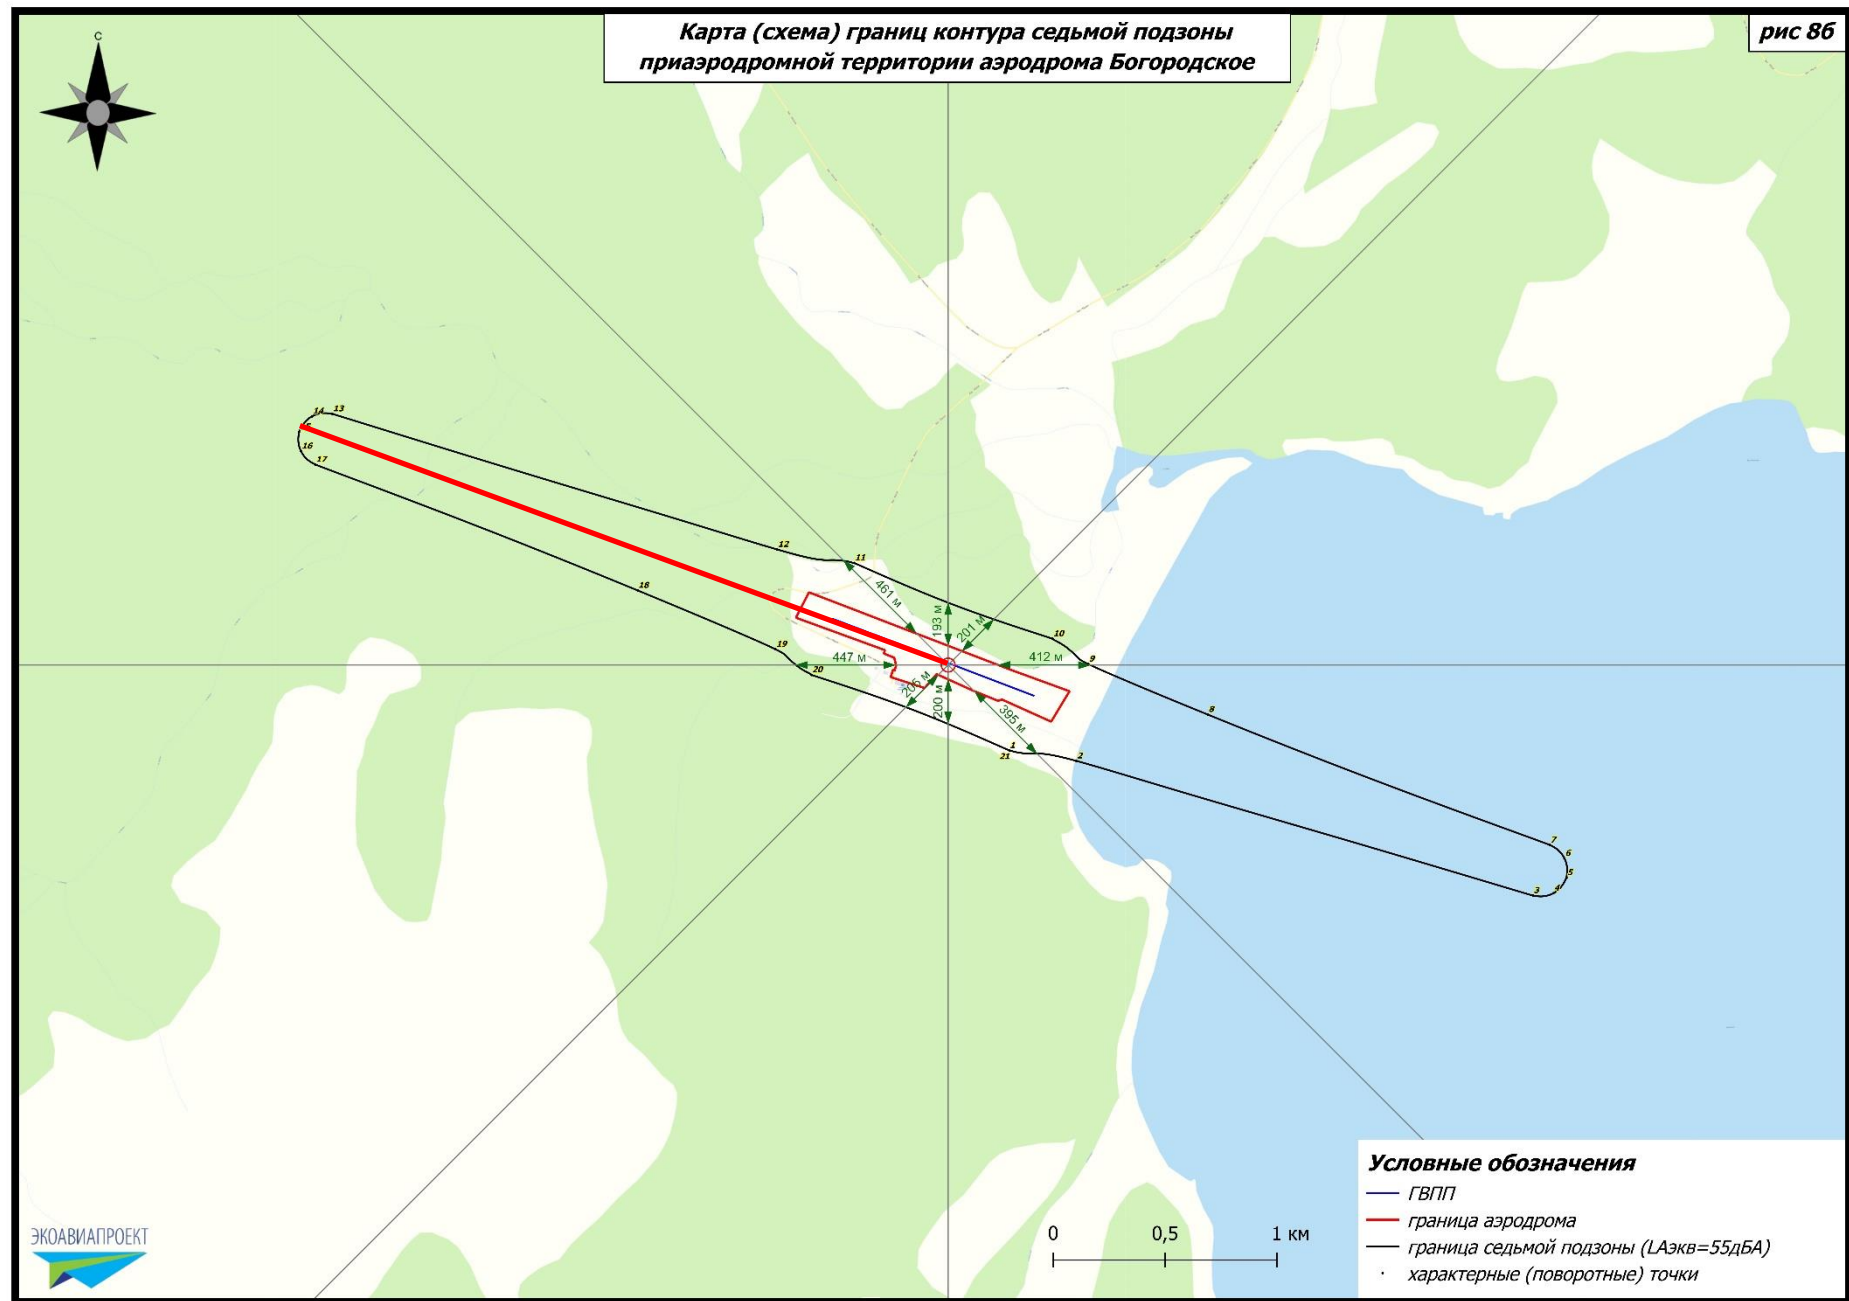 Карта (схема) границ контура седьмой подзоны
приаэродромной территории аэродрома Богородское
рис 8б
С
14 13
16
17
12
11
18
461 м
193 м
201 м
10
19
20
447 м
412 м
9
205 м
200 м
395 м
8
1
21
2
7
6
5
4
3
Условные обозначения
ГВПП
граница аэродрома
граница седьмой подзоны (LAэкв=55дБА)
характерные (поворотные) точки
0 0,5 1 км
ЭКОАВИАПРОЕКТ